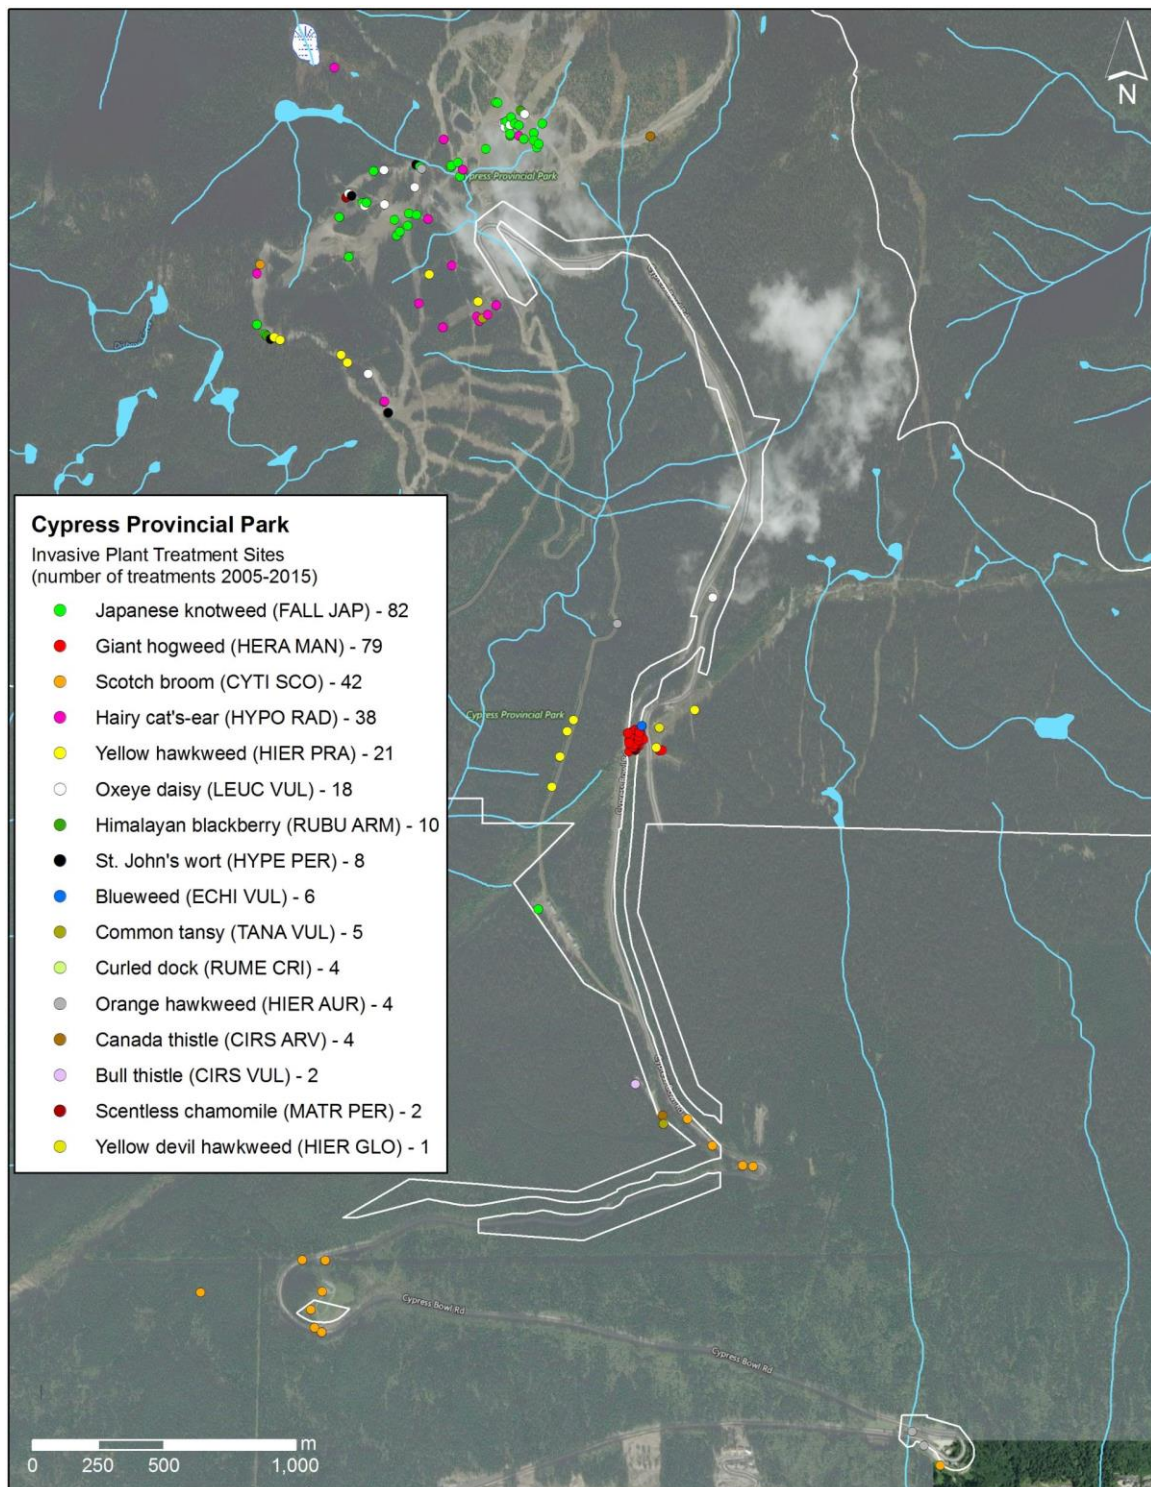 N
Cypress Provincial Park
Cypress Provincial Park
Cypress Provincial Park
Invasive Plant Treatment Sites
(number of treatments 2005-2015)
Japanese knotweed (FALL JAP) - 82
Giant hogweed (HERA MAN) - 79
Scotch broom (CYTI SCO) - 42
Hairy cat's-ear (HYPO RAD) - 38
Yellow hawkweed (HIER PRA) - 21
Oxeye daisy (LEUC VUL) - 18
Himalayan blackberry (RUBU ARM) - 10
St. John's wort (HYPE PER) - 8
Blueweed (ECHI VUL) - 6
Common tansy (TANA VUL) - 5
Curled dock (RUME CRI) - 4
Orange hawkweed (HIER AUR) - 4
Canada thistle (CIRS ARV) - 4
Bull thistle (CIRS VUL) - 2
Scentless chamomile (MATR PER) - 2
Yellow devil hawkweed (HIER GLO) - 1
Cypress Bowl Rd
Cypress Bowl Rd
m
0 250 500 1,000